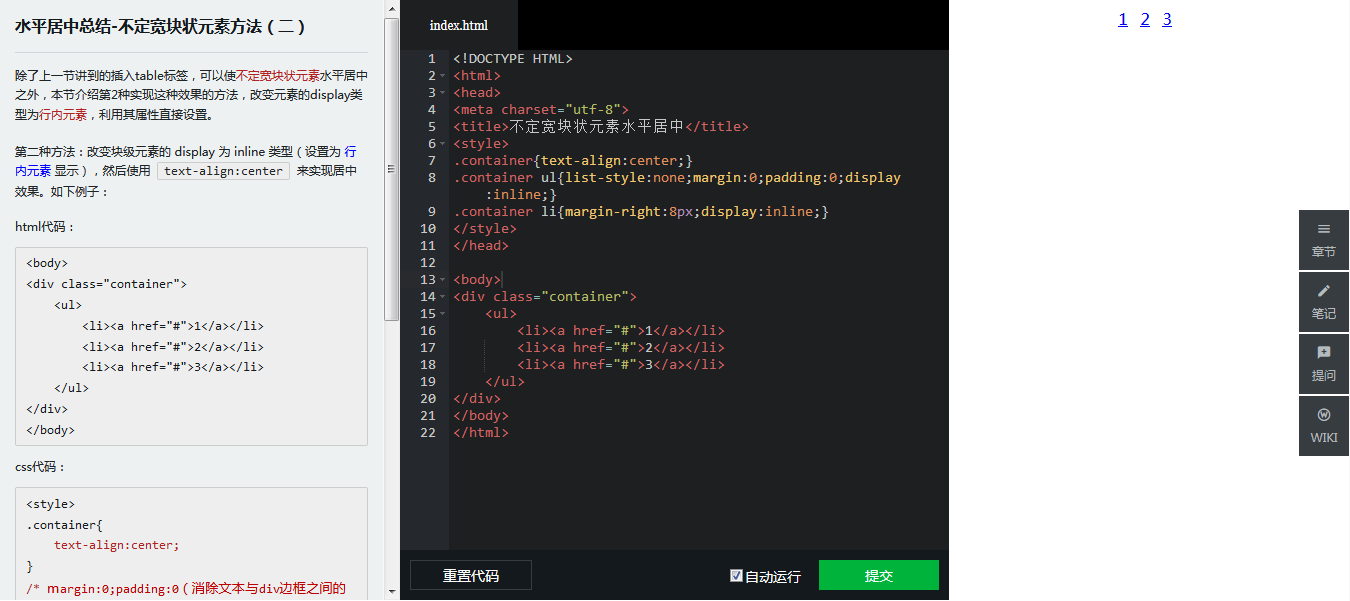 水平居中总结-不定宽块状元素方法（二）
除了上一节讲到的插入table标签，可以使不定宽块状元素水平居中
之外，本节介绍第2种实现这种效果的方法，改变元素的display类
型为行内元素，利用其属性直接设置。
第二种方法：改变块级元素的 display 为 inline 类型（设置为 行
内元素 显示），然后使用 text-align:center 来实现居中
效果。如下例子：
html代码：
<body>
<div class="container">
    <ul>
        <li><a href="#">1</a></li>
        <li><a href="#">2</a></li>
        <li><a href="#">3</a></li>
    </ul>
</div>
</body>
css代码：
<style>
.container{
    text-align:center;
}
/* margin:0;padding:0（消除文本与div边框之间的
index.html
1 <!DOCTYPE HTML>
2 <html>
3 <head>
4 <meta charset="utf-8">
5 <title>不定宽块状元素水平居中</title>
6 <style>
7 .container{text-align:center;}
8 .container ul{list-style:none;margin:0;padding:0;display
:inline;}
9 .container li{margin-right:8px;display:inline;}
10 </style>
11 </head>
12
13 <body>
14 <div class="container">
15     <ul>
16         <li><a href="#">1</a></li>
17         <li><a href="#">2</a></li>
18         <li><a href="#">3</a></li>
19     </ul>
20 </div>
21 </body>
22 </html>
重置代码
自动运行
提交
1 2 3
章节
笔记
提问
WIKI